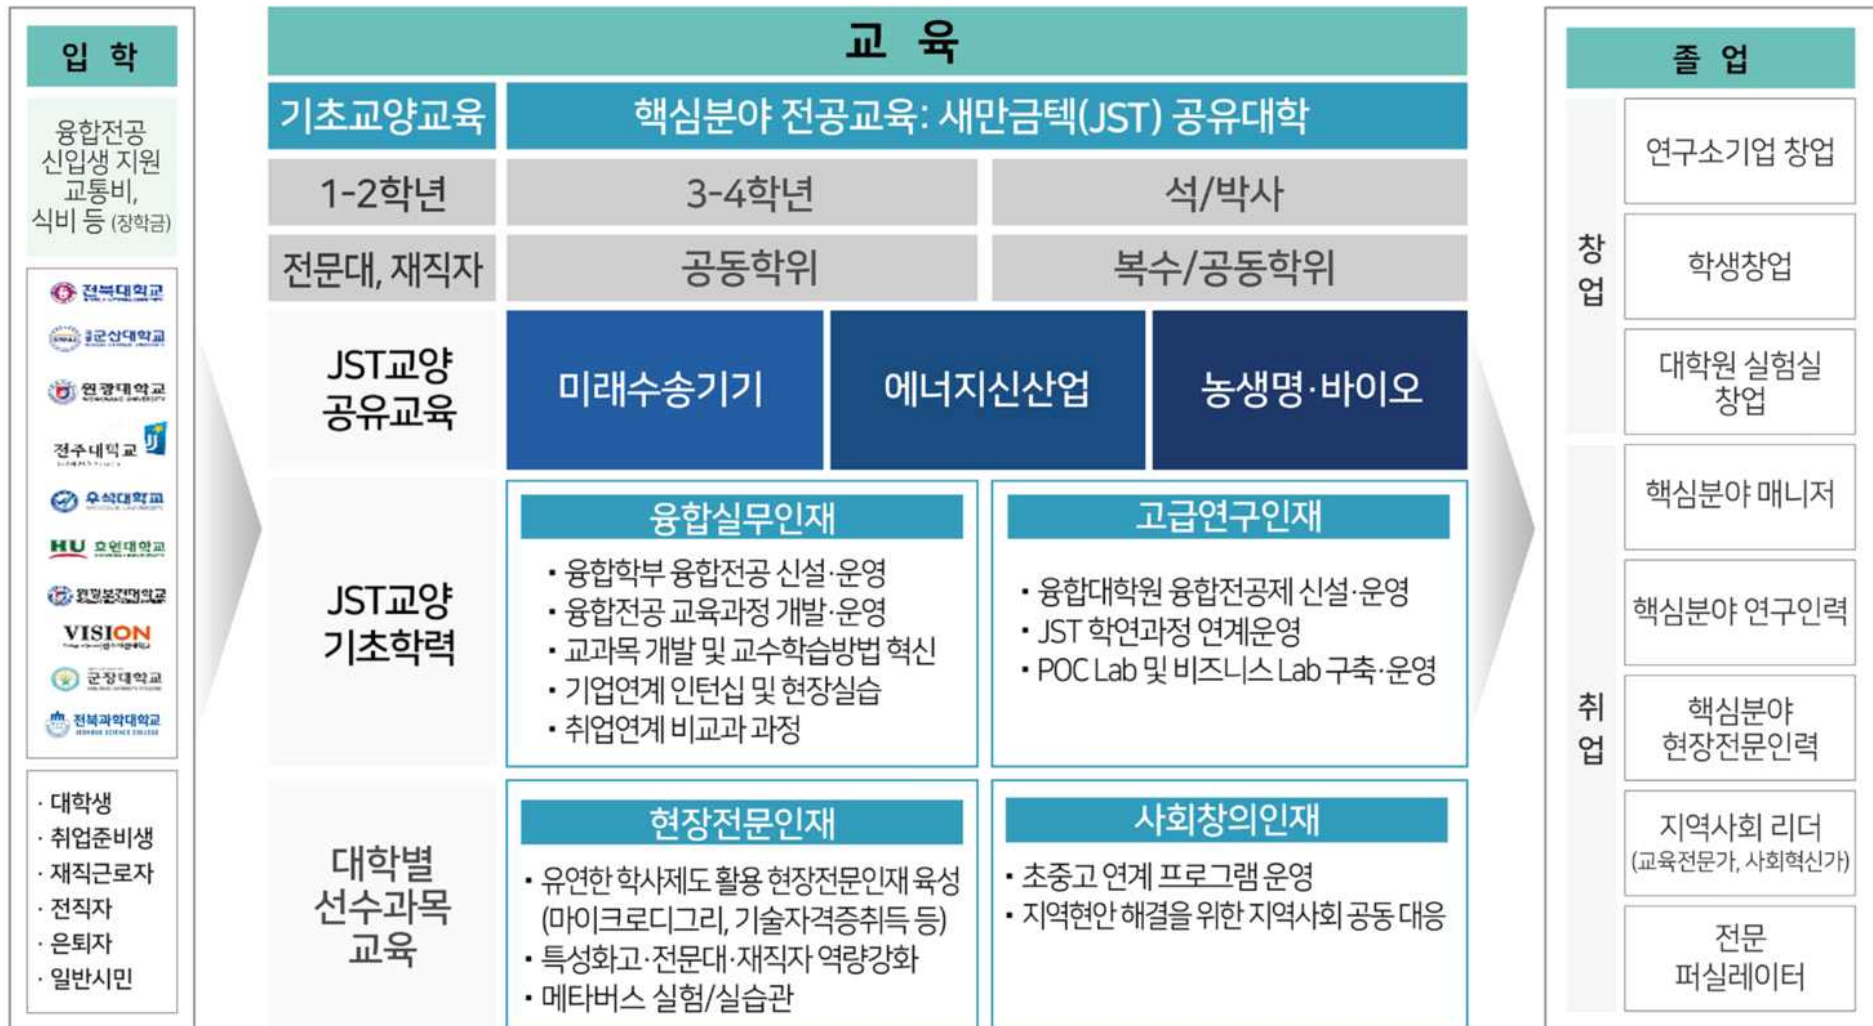 입 학
융합전공
신입생 지원
교통비,
식비 등 (장학금)
전북대학교
군산대학교
원광대학교
WONKWANG UNIVERSITY
전주대학교
우석대학교
HU 호원대학교
원광보건대학교
VISION
군장대학교
전북과학대학교
JEONBUK SCIENCE COLLEGE
· 대학생
· 취업준비생
· 재직근로자
· 전직자
· 은퇴자
· 일반시민
교 육
기초교양교육
핵심분야 전공교육: 새만금텍(JST) 공유대학
1-2학년
3-4학년
석/박사
전문대, 재직자
공동학위
복수/공동학위
JST교양
공유교육
미래수송기기
에너지신산업
농생명·바이오
JST교양
기초학력
융합실무인재
▪ 융합학부 융합전공 신설·운영
▪ 융합전공 교육과정 개발·운영
▪ 교과목 개발 및 교수학습방법 혁신
▪ 기업연계 인턴십 및 현장실습
▪ 취업연계 비교과 과정
고급연구인재
▪ 융합대학원 융합전공제 신설·운영
▪ JST 학연과정 연계운영
▪ POC Lab 및 비즈니스 Lab 구축·운영
대학별
선수과목
교육
현장전문인재
▪ 유연한 학사제도 활용 현장전문인재 육성
(마이크로디그리, 기술자격증취득 등)
▪ 특성화고·전문대·재직자 역량강화
▪ 메타버스 실험/실습관
사회창의인재
▪ 초중고 연계 프로그램 운영
▪ 지역현안 해결을 위한 지역사회 공동 대응
졸 업
창
업
연구소기업 창업
학생창업
대학원 실험실
창업
취
업
핵심분야 매니저
핵심분야 연구인력
핵심분야
현장전문인력
지역사회 리더
(교육전문가, 사회혁신가)
전문
퍼실레이터